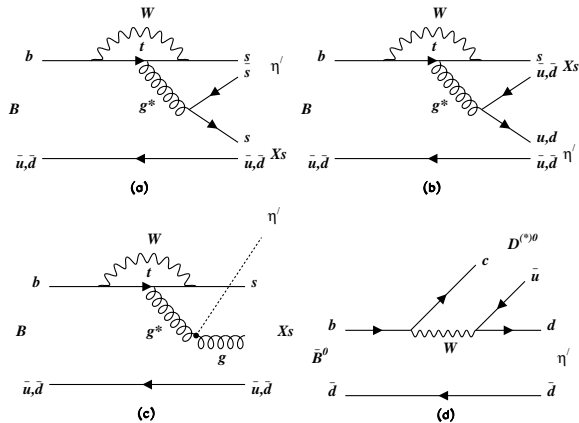 W
b t s
s̄ η′
B g*
s
ū,d̄ ū,d̄ Xs
(a)
W
b t s
ū,d̄ Xs
B g*
u,d
ū,d̄ ū,d̄ η′
(b)
η′
W
b t s
B g* Xs
g
ū,d̄ ū,d̄
(c)
D(*)0
c
ū
b d
W
B̄0 η′
d̄ d̄
(d)